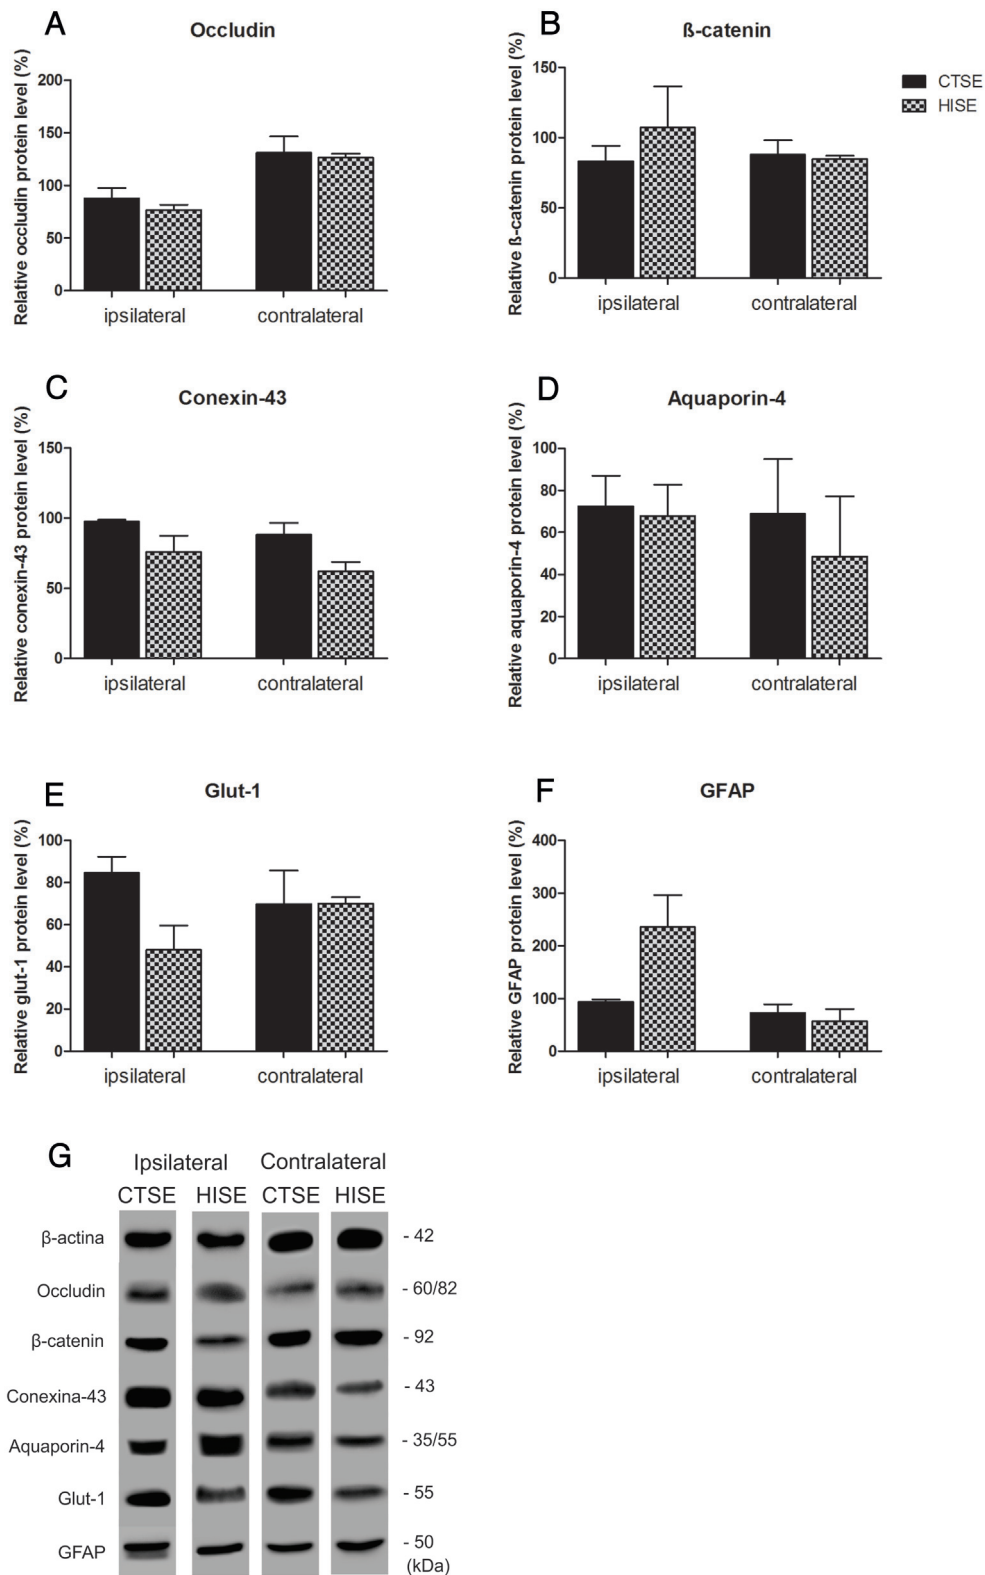 A
Occludin
Relative occludin protein level (%)
200
150
100
50
0
ipsilateral contralateral
B
ß-catenin
Relative ß-catenin protein level (%)
150
100
50
0
ipsilateral contralateral
CTSE
HISE
C
Conexin-43
Relative conexin-43 protein level (%)
150
100
50
0
ipsilateral contralateral
D
Aquaporin-4
Relative aquaporin-4 protein level (%)
100
80
60
40
20
0
ipsilateral contralateral
E
Glut-1
Relative glut-1 protein level (%)
100
80
60
40
20
0
ipsilateral contralateral
F
GFAP
Relative GFAP protein level (%)
400
300
200
100
0
ipsilateral contralateral
G
Ipsilateral Contralateral
CTSE HISE CTSE HISE
β-actina - 42
Occludin - 60/82
β-catenin - 92
Conexina-43 - 43
Aquaporin-4 - 35/55
Glut-1 - 55
GFAP - 50
(kDa)